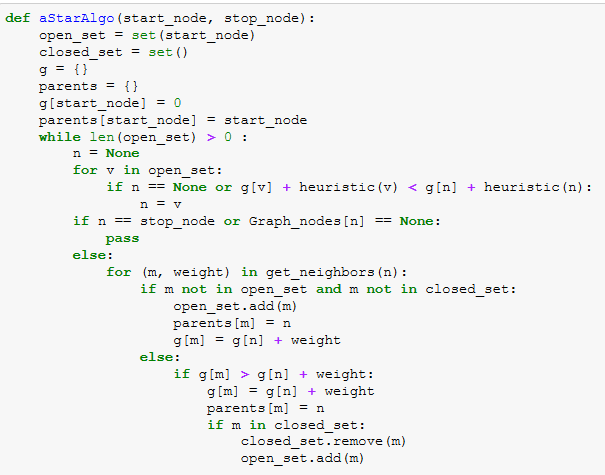 def aStarAlgo(start_node, stop_node):
    open_set = set(start_node)
    closed_set = set()
    g = {}
    parents = {}
    g[start_node] = 0
    parents[start_node] = start_node
    while len(open_set) > 0 :
        n = None
        for v in open_set:
            if n == None or g[v] + heuristic(v) < g[n] + heuristic(n):
                n = v
        if n == stop_node or Graph_nodes[n] == None:
            pass
        else:
            for (m, weight) in get_neighbors(n):
                if m not in open_set and m not in closed_set:
                    open_set.add(m)
                    parents[m] = n
                    g[m] = g[n] + weight
                else:
                    if g[m] > g[n] + weight:
                        g[m] = g[n] + weight
                        parents[m] = n
                        if m in closed_set:
                            closed_set.remove(m)
                            open_set.add(m)